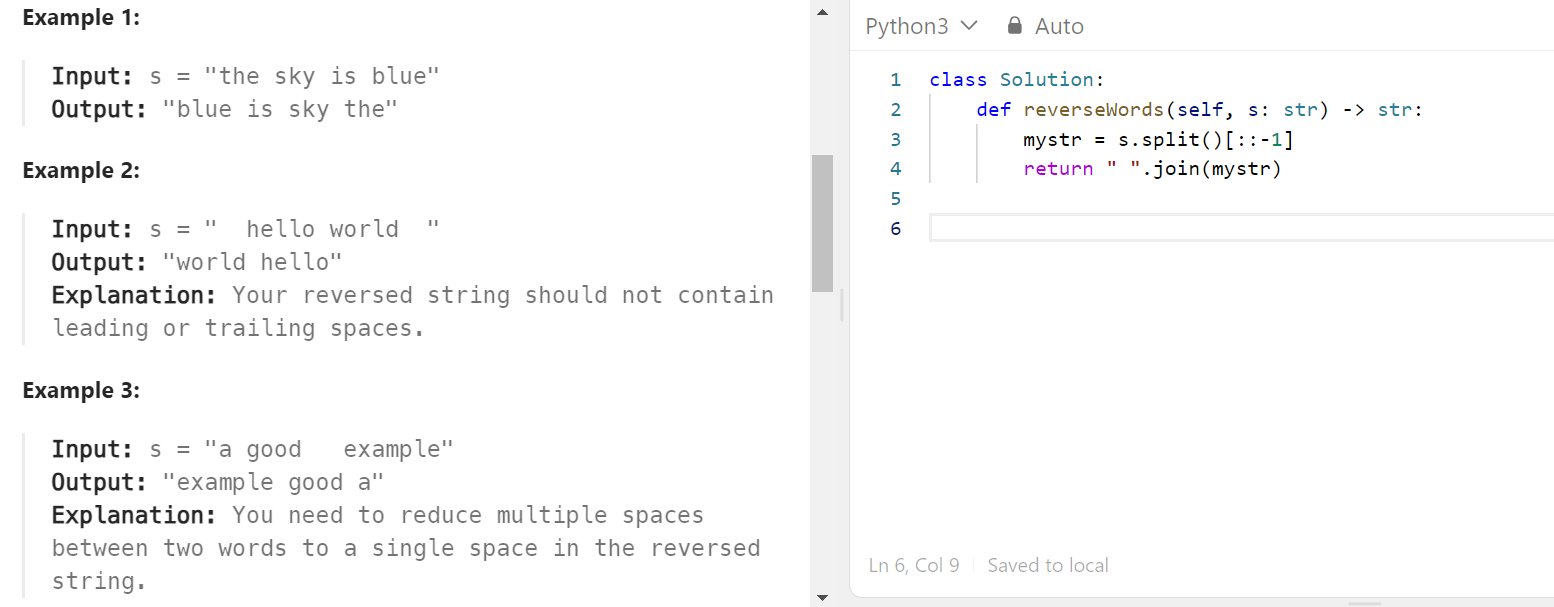 Example 1:
Input: s = "the sky is blue"
Output: "blue is sky the"
Example 2:
Input: s = "  hello world  "
Output: "world hello"
Explanation: Your reversed string should not contain
leading or trailing spaces.
Example 3:
Input: s = "a good   example"
Output: "example good a"
Explanation: You need to reduce multiple spaces
between two words to a single space in the reversed
string.
Python3 Auto
1 class Solution:
2     def reverseWords(self, s: str) -> str:
3         mystr = s.split()[::-1]
4         return " ".join(mystr)
5
6
Ln 6, Col 9 Saved to local